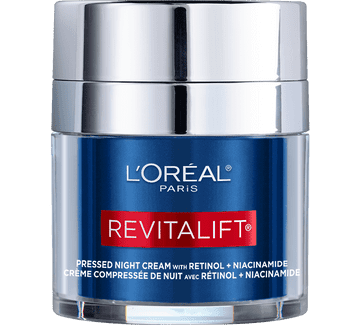 L'ORÉAL®
PARIS
REVITALIFT®
PRESSED NIGHT CREAM WITH RETINOL + NIACINAMIDE
CRÈME COMPRESSÉE DE NUIT AVEC RÉTINOL + NIACINAMIDE